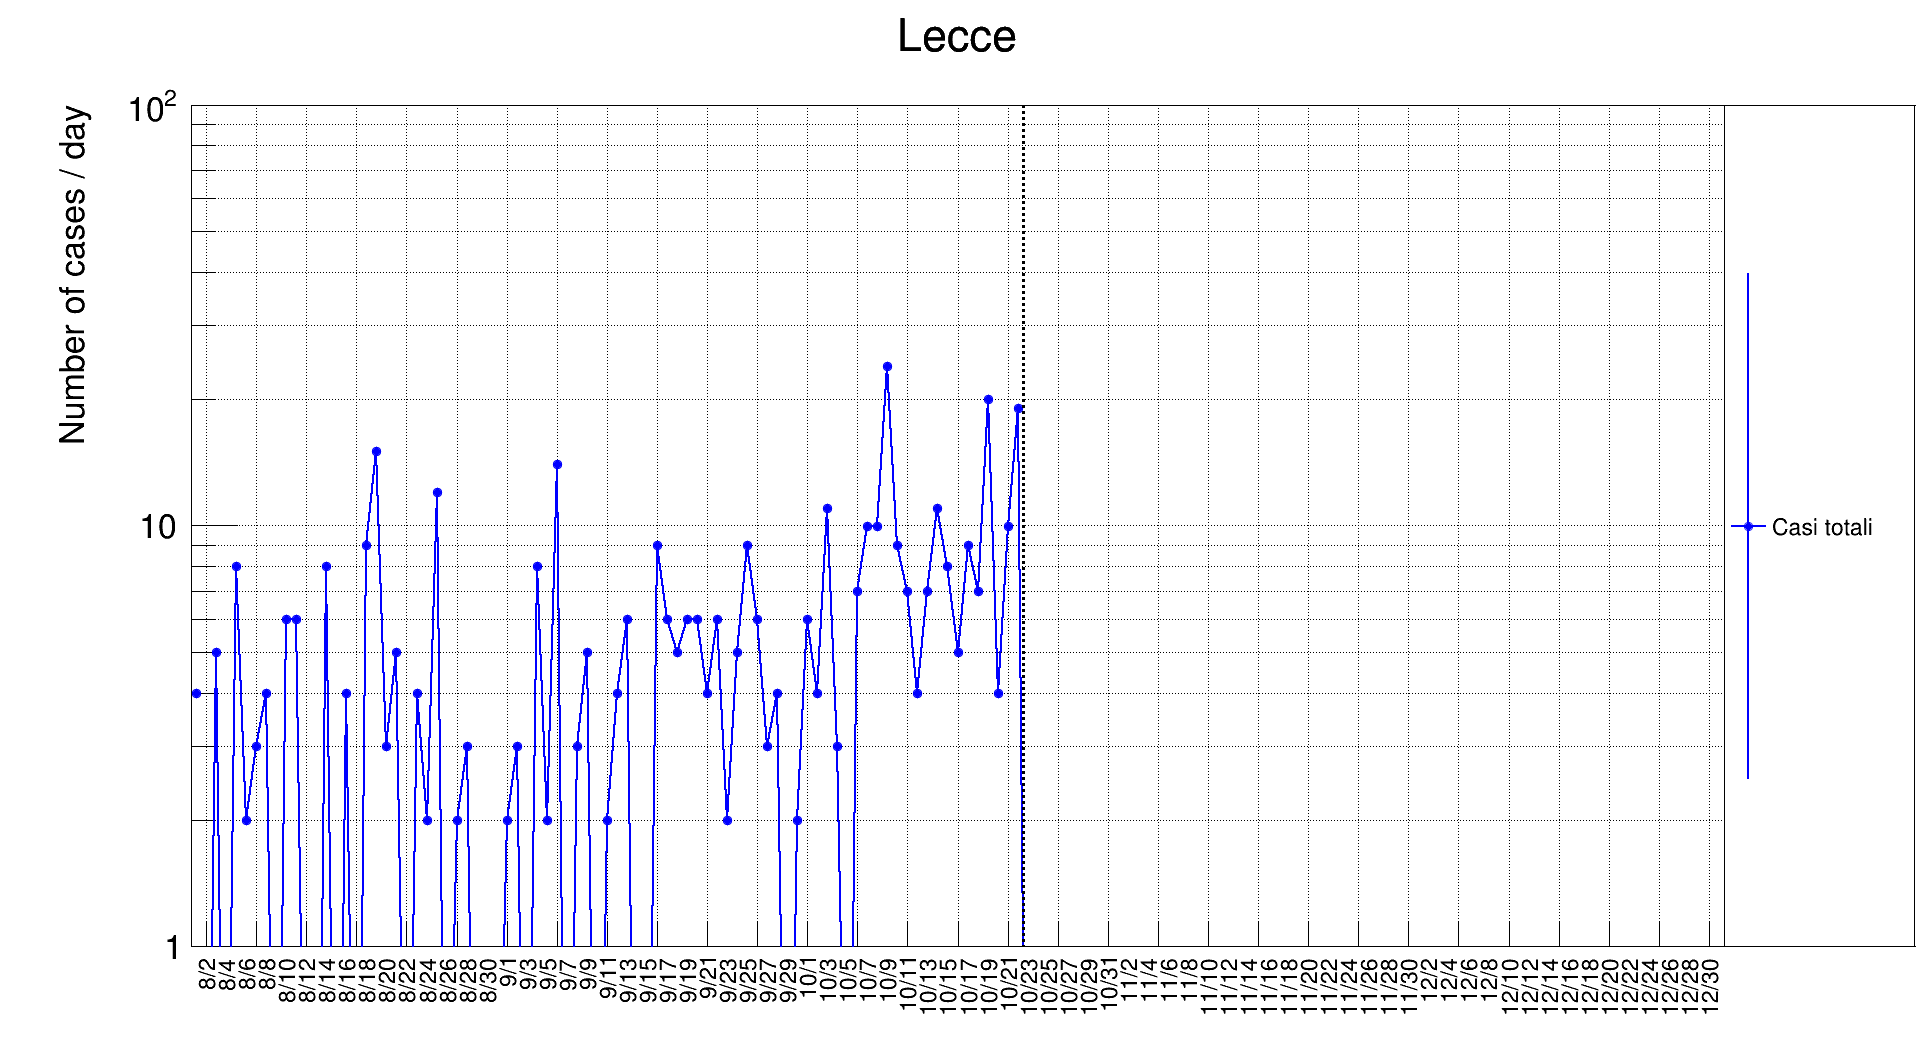 Lecce
Number of cases / day
10²
10
1
8/2 8/4 8/6 8/8 8/10 8/12 8/14 8/16 8/18 8/20 8/22 8/24 8/26 8/28 8/30 9/1 9/3 9/5 9/7 9/9 9/11 9/13 9/15 9/17 9/19 9/21 9/23 9/25 9/27 9/29 10/1 10/3 10/5 10/7 10/9 10/11 10/13 10/15 10/17 10/19 10/21 10/23 10/25 10/27 10/29 10/31 11/2 11/4 11/6 11/8 11/10 11/12 11/14 11/16 11/18 11/20 11/22 11/24 11/26 11/28 11/30 12/2 12/4 12/6 12/8 12/10 12/12 12/14 12/16 12/18 12/20 12/22 12/24 12/26 12/28 12/30
Casi totali